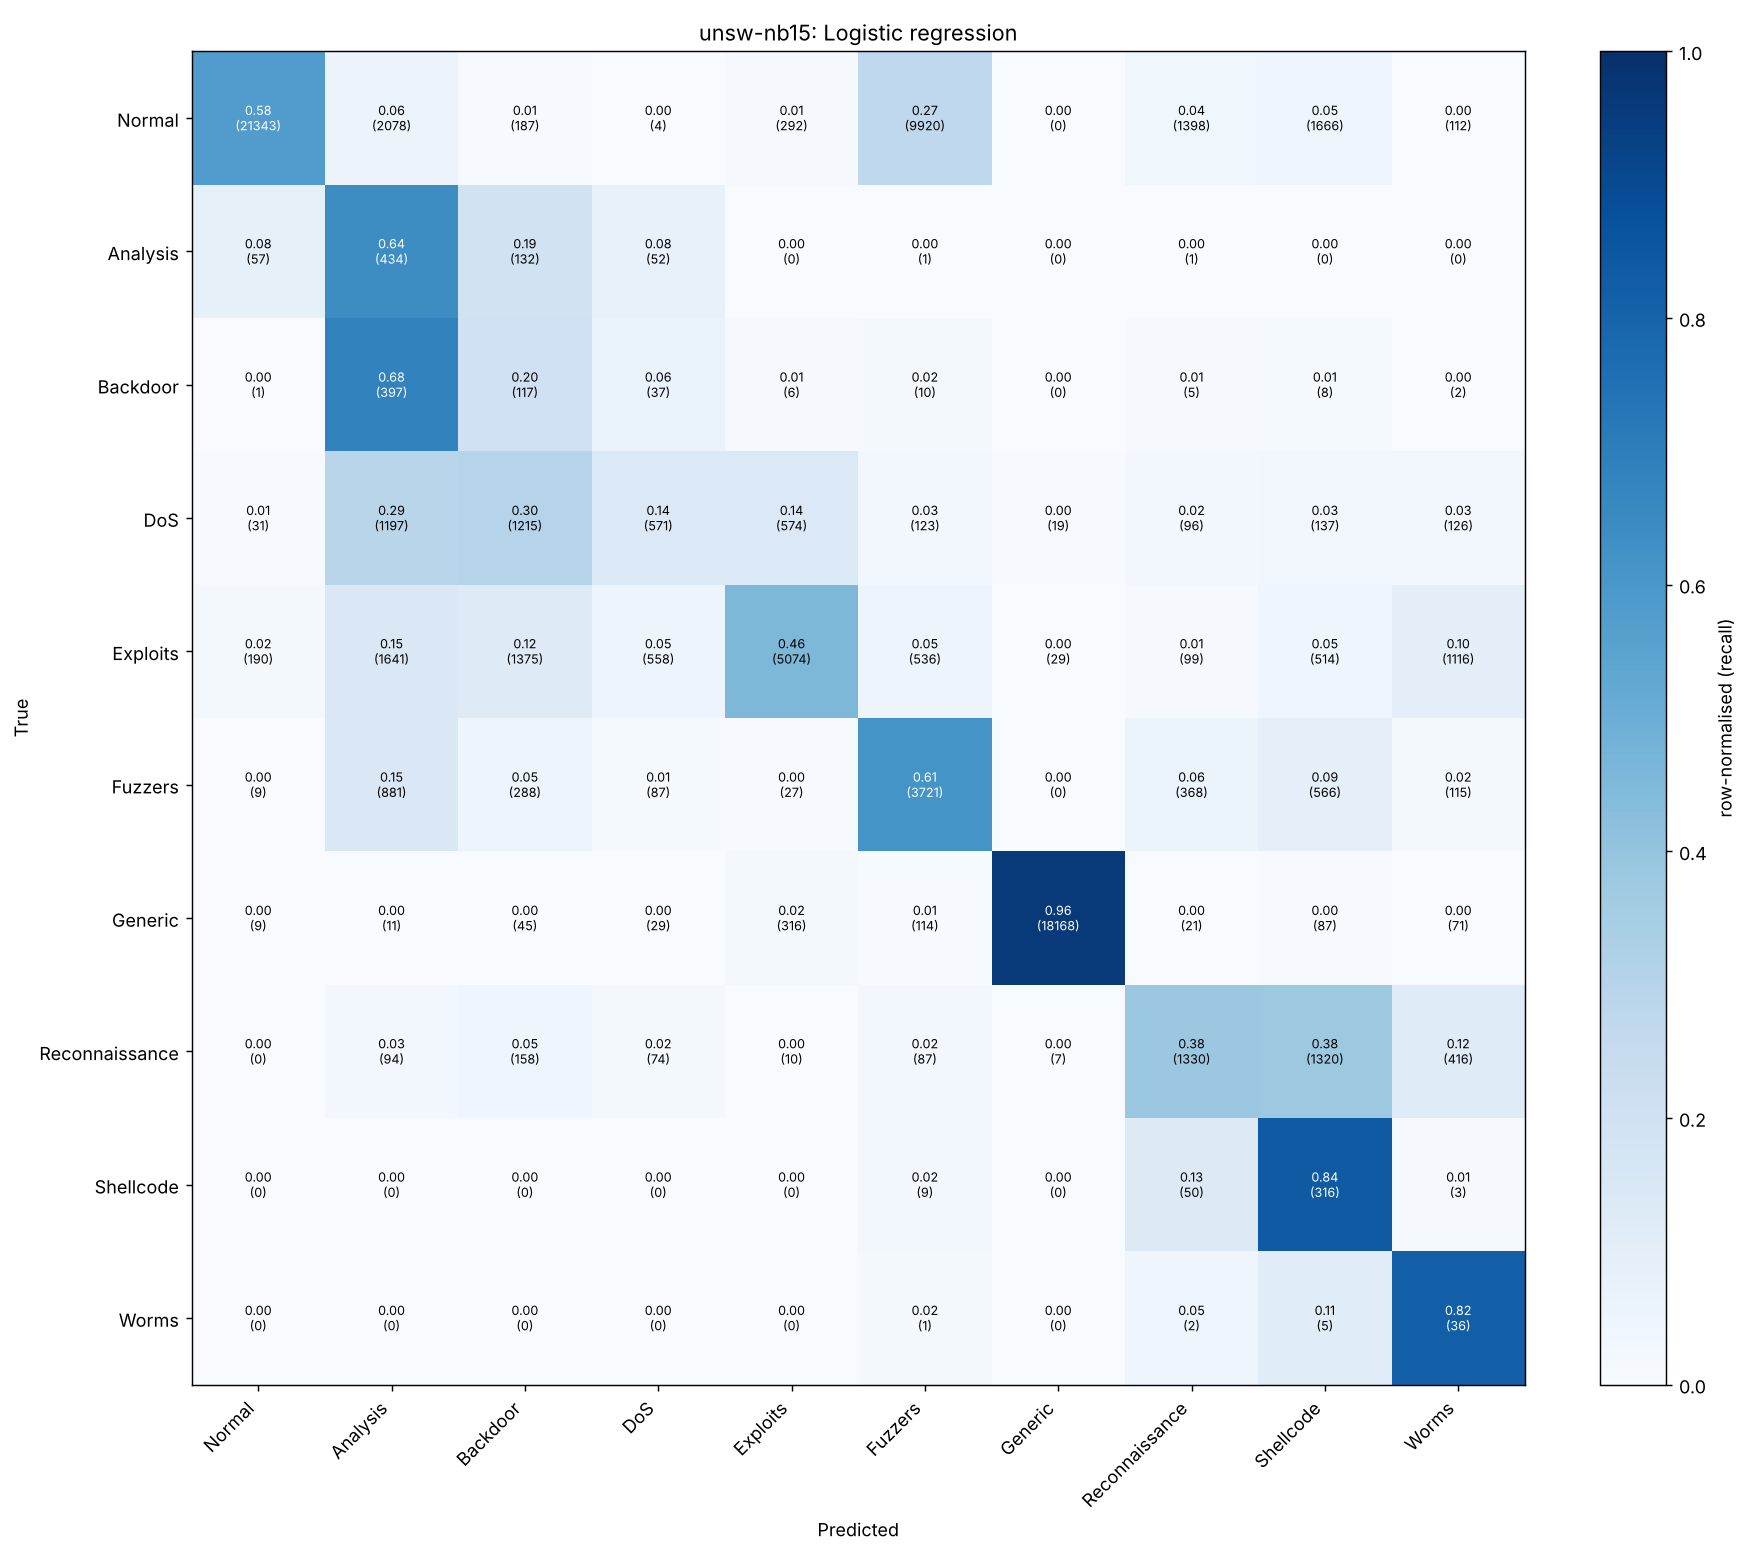 unsw-nb15: Logistic regression
Normal
0.58 0.06 0.01 0.00 0.01 0.27 0.00 0.04 0.05 0.00
(21343) (2078) (187) (4) (292) (9920) (0) (1398) (1666) (112)
Analysis
0.08 0.64 0.19 0.08 0.00 0.00 0.00 0.00 0.00 0.00
(57) (434) (132) (52) (0) (1) (0) (1) (0) (0)
Backdoor
0.00 0.68 0.20 0.06 0.01 0.02 0.00 0.01 0.01 0.00
(1) (397) (117) (37) (6) (10) (0) (5) (8) (2)
DoS
0.01 0.29 0.30 0.14 0.14 0.03 0.00 0.02 0.03 0.03
(31) (1197) (1215) (571) (574) (123) (19) (96) (137) (126)
Exploits
0.02 0.15 0.12 0.05 0.46 0.05 0.00 0.01 0.05 0.10
(190) (1641) (1375) (558) (5074) (536) (29) (99) (514) (1116)
Fuzzers
0.00 0.15 0.05 0.01 0.00 0.61 0.00 0.06 0.09 0.02
(9) (881) (288) (87) (27) (3721) (0) (368) (566) (115)
Generic
0.00 0.00 0.00 0.00 0.02 0.01 0.96 0.00 0.00 0.00
(9) (11) (45) (29) (316) (114) (18168) (21) (87) (71)
Reconnaissance
0.00 0.03 0.05 0.02 0.00 0.02 0.00 0.38 0.38 0.12
(0) (94) (158) (74) (10) (87) (7) (1330) (1320) (416)
Shellcode
0.00 0.00 0.00 0.00 0.00 0.02 0.00 0.13 0.84 0.01
(0) (0) (0) (0) (0) (9) (0) (50) (316) (3)
Worms
0.00 0.00 0.00 0.00 0.00 0.02 0.00 0.05 0.11 0.82
(0) (0) (0) (0) (0) (1) (0) (2) (5) (36)
True
Normal
Analysis
Backdoor
DoS
Exploits
Fuzzers
Generic
Reconnaissance
Shellcode
Worms
Predicted
1.0
0.8
0.6
0.4
0.2
0.0
row-normalised (recall)